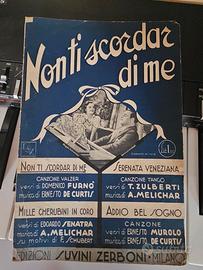 Non ti scordar
di me
NON TI SCORDAR DI ME
CANZONE VALZER
versi di DOMENICO FURNÒ
musica di ERNESTO DE CURTIS
SERENATA VENEZIANA
CANZONE TANGO
versi di T. ZULBERTI
musica di A. MELICHAR
MILLE CHERUBINI IN CORO
versi di EDOARDO SENATRA
musica di A. MELICHAR
su motivi di F. SCHUBERT
ADDIO BEL SOGNO
CANZONE
versi di ERNESTO MUROLO
musica di ERNESTO DE CURTIS
EDIZIONI SUVINI ZERBONI - MILANO